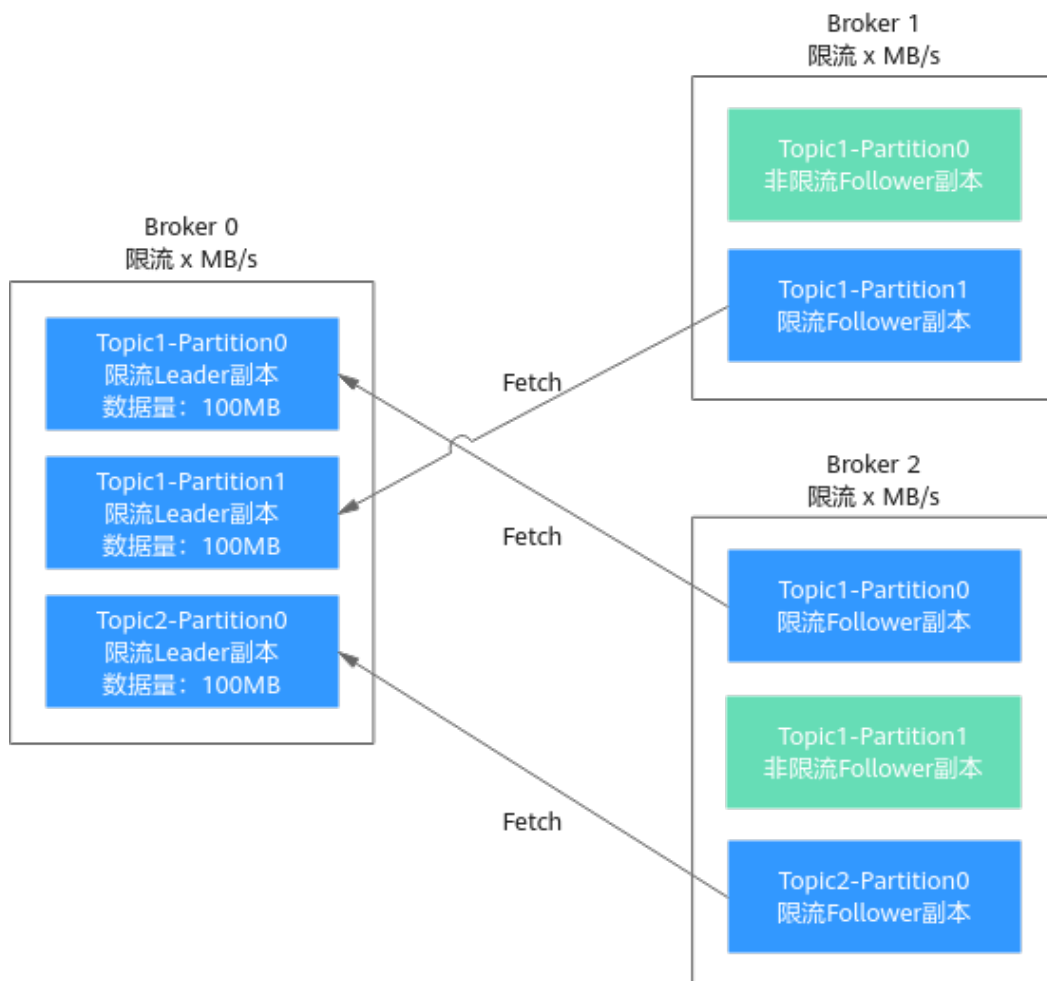 Broker 0
限流 x MB/s
Topic1-Partition0
限流Leader副本
数据量：100MB
Topic1-Partition1
限流Leader副本
数据量：100MB
Topic2-Partition0
限流Leader副本
数据量：100MB
Fetch
Fetch
Fetch
Broker 1
限流 x MB/s
Topic1-Partition0
非限流Follower副本
Topic1-Partition1
限流Follower副本
Broker 2
限流 x MB/s
Topic1-Partition0
限流Follower副本
Topic1-Partition1
非限流Follower副本
Topic2-Partition0
限流Follower副本